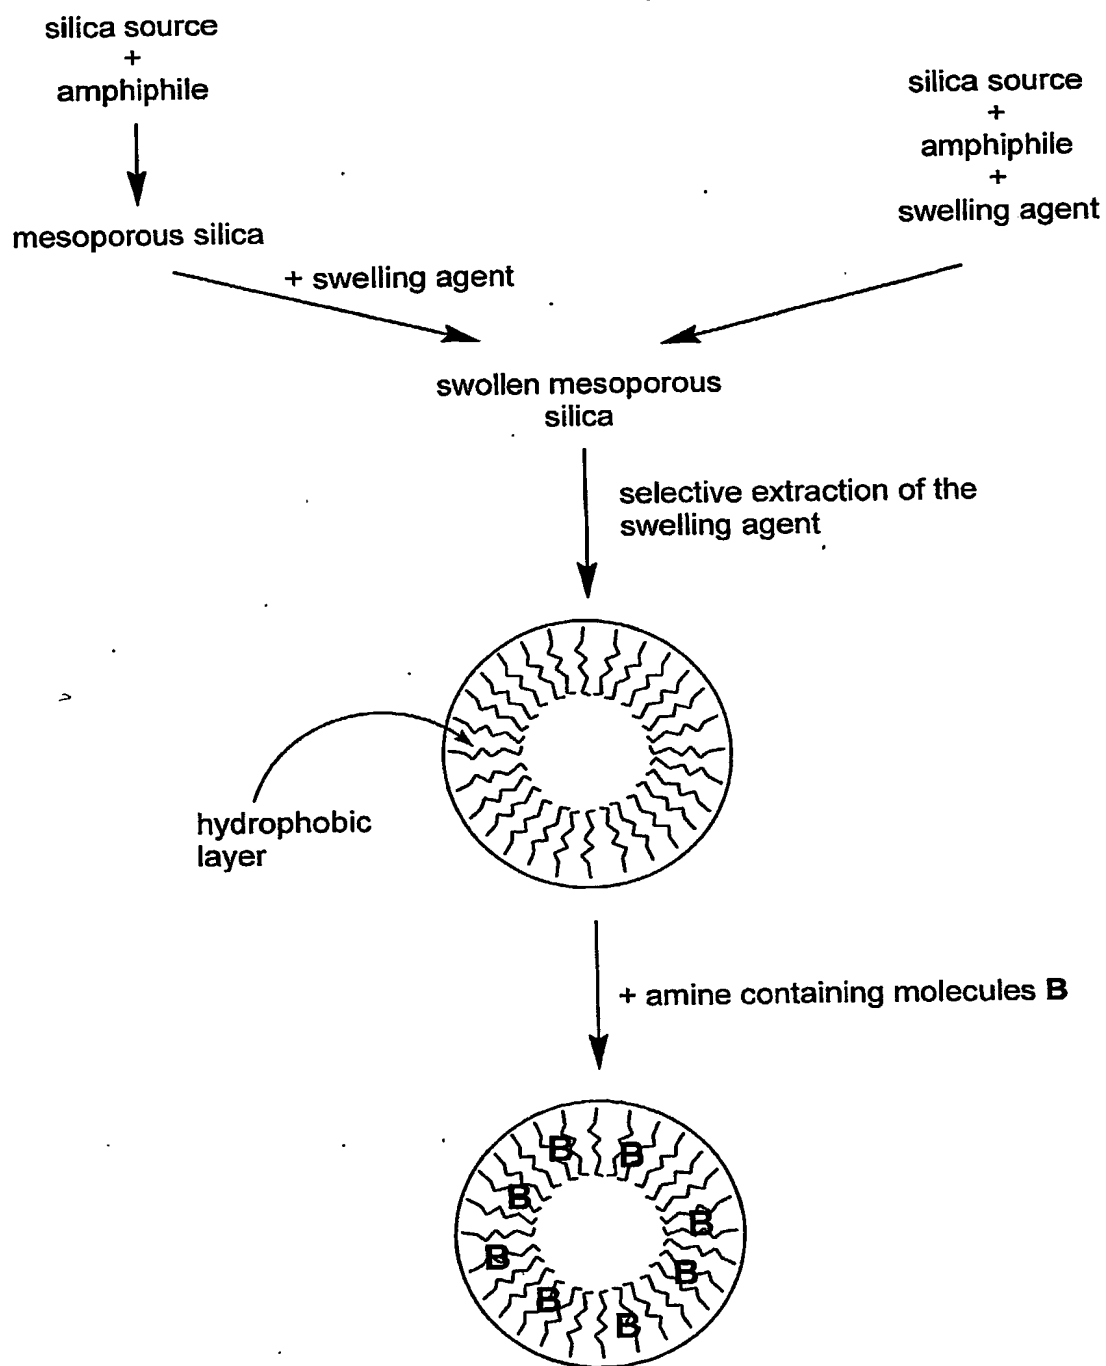 silica source
+
amphiphile
mesoporous silica
+ swelling agent
silica source
+
amphiphile
+
swelling agent
swollen mesoporous
silica
selective extraction of the
swelling agent
hydrophobic
layer
+ amine containing molecules B
B
B
B
B
B
B
B
B